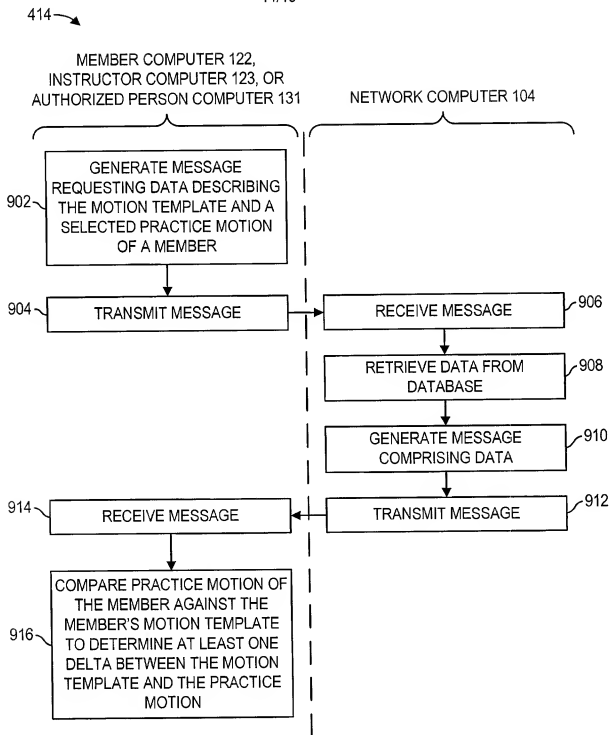 414
MEMBER COMPUTER 122,
INSTRUCTOR COMPUTER 123, OR
AUTHORIZED PERSON COMPUTER 131
NETWORK COMPUTER 104
902
GENERATE MESSAGE
REQUESTING DATA DESCRIBING
THE MOTION TEMPLATE AND A
SELECTED PRACTICE MOTION
OF A MEMBER
904
TRANSMIT MESSAGE
RECEIVE MESSAGE
906
RETRIEVE DATA FROM
DATABASE
908
GENERATE MESSAGE
COMPRISING DATA
910
TRANSMIT MESSAGE
912
914
RECEIVE MESSAGE
916
COMPARE PRACTICE MOTION OF
THE MEMBER AGAINST THE
MEMBER'S MOTION TEMPLATE
TO DETERMINE AT LEAST ONE
DELTA BETWEEN THE MOTION
TEMPLATE AND THE PRACTICE
MOTION